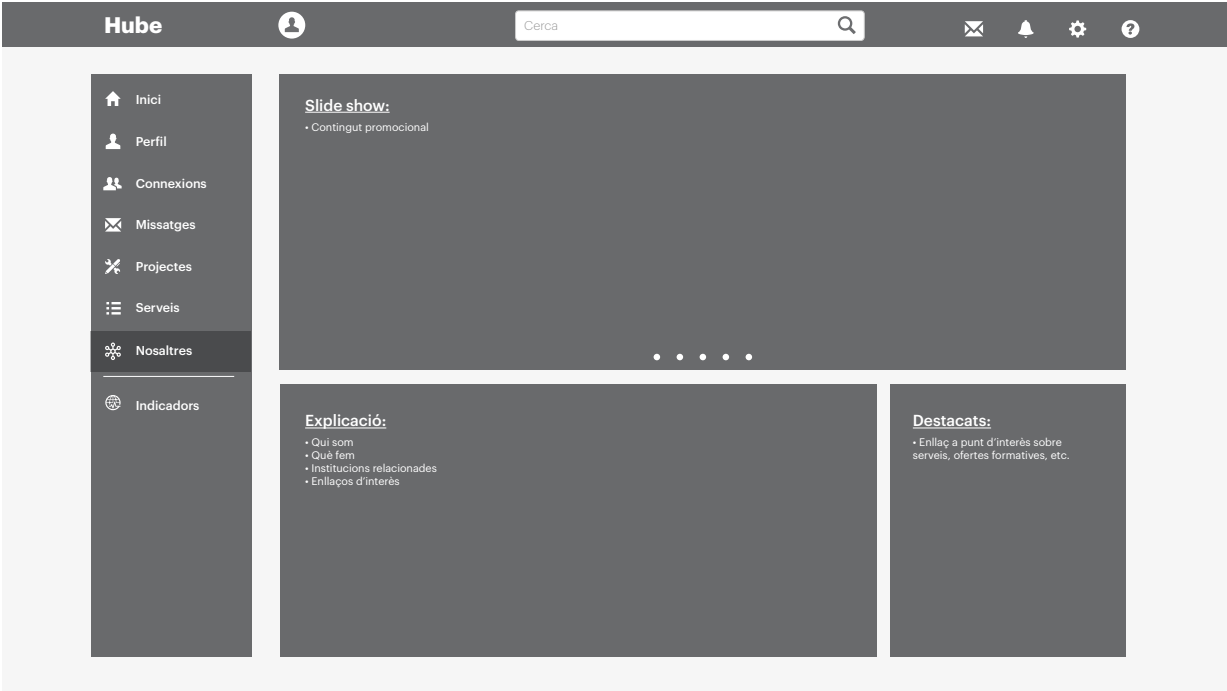 Hube
Cerca
Inici
Perfil
Connexions
Missatges
Projectes
Serveis
Nosaltres
Indicadors
Slide show:
• Contingut promocional
Explicació:
• Qui som
• Què fem
• Institucions relacionades
• Enllaços d’interès
Destacats:
• Enllaç a punt d’interès sobre
serveis, ofertes formatives, etc.